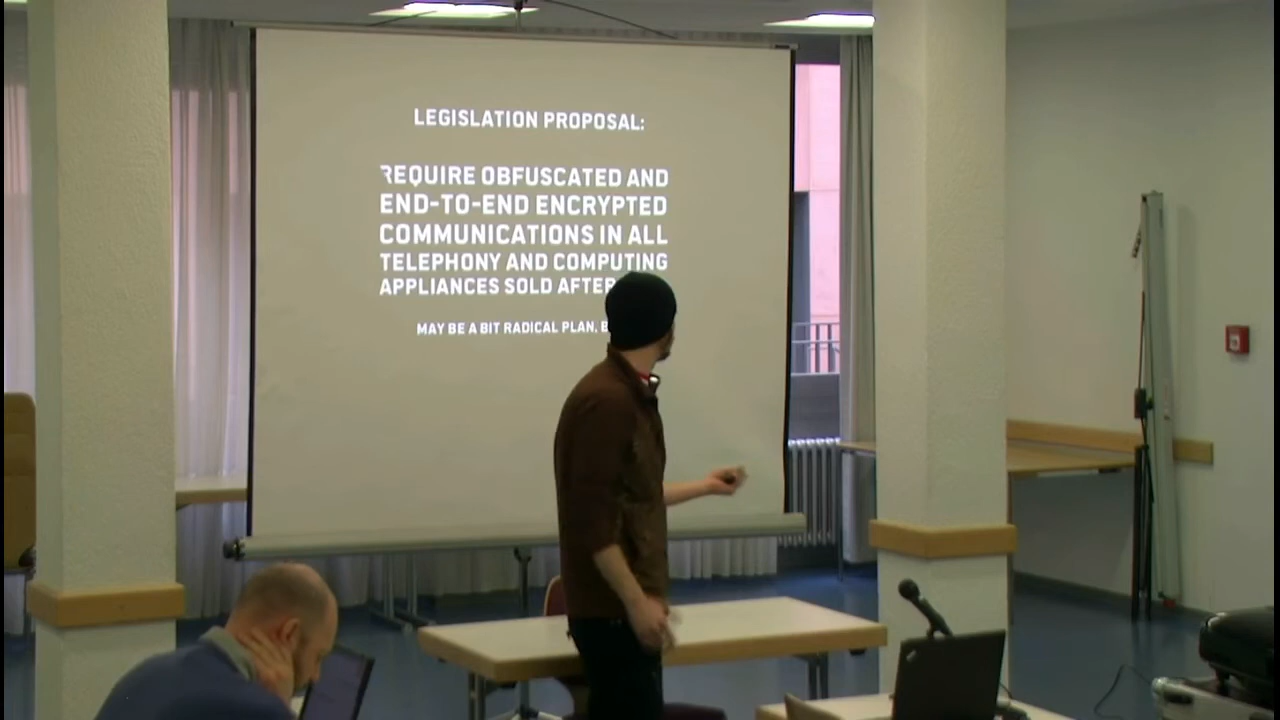 LEGISLATION PROPOSAL:
REQUIRE OBFUSCATED AND
END-TO-END ENCRYPTED
COMMUNICATIONS IN ALL
TELEPHONY AND COMPUTING
APPLIANCES SOLD AFTER
MAY BE A BIT RADICAL PLAN,